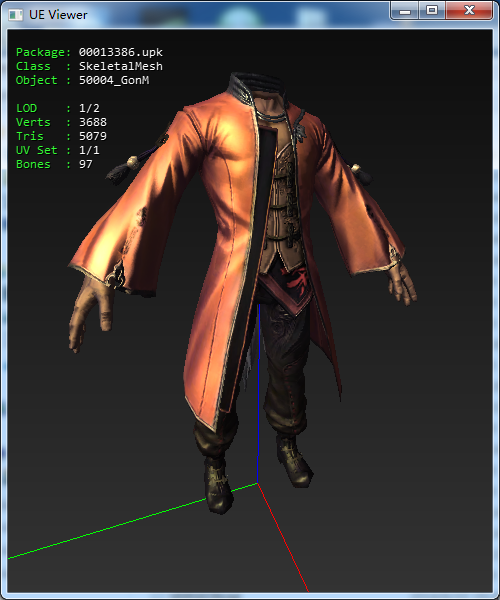 UE Viewer
Package: 00013386.upk
Class : SkeletalMesh
Object : 50004_GonM
LOD : 1/2
Verts : 3688
Tris : 5079
UV Set : 1/1
Bones : 97